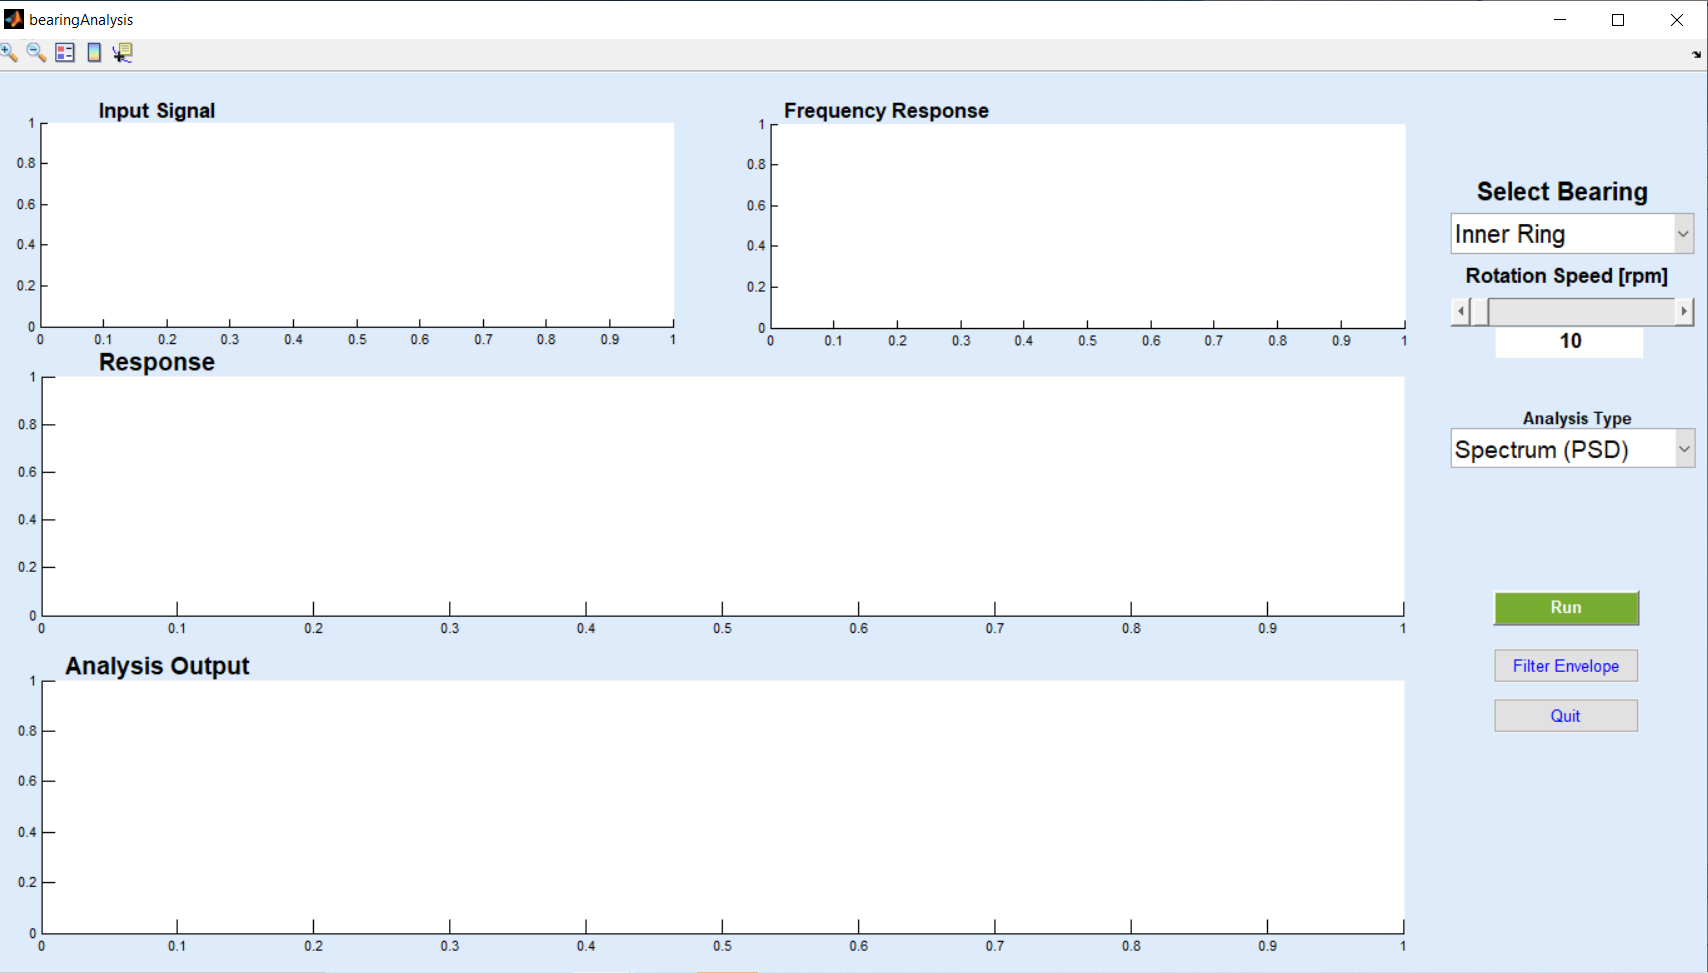 bearingAnalysis
Input Signal
1
0.8
0.6
0.4
0.2
0
0 0.1 0.2 0.3 0.4 0.5 0.6 0.7 0.8 0.9 1
Frequency Response
1
0.8
0.6
0.4
0.2
0
0 0.1 0.2 0.3 0.4 0.5 0.6 0.7 0.8 0.9 1
Response
1
0.8
0.6
0.4
0.2
0
0 0.1 0.2 0.3 0.4 0.5 0.6 0.7 0.8 0.9 1
Analysis Output
1
0.8
0.6
0.4
0.2
0
0 0.1 0.2 0.3 0.4 0.5 0.6 0.7 0.8 0.9 1
Select Bearing
Inner Ring
Rotation Speed [rpm]
10
Analysis Type
Spectrum (PSD)
Run
Filter Envelope
Quit